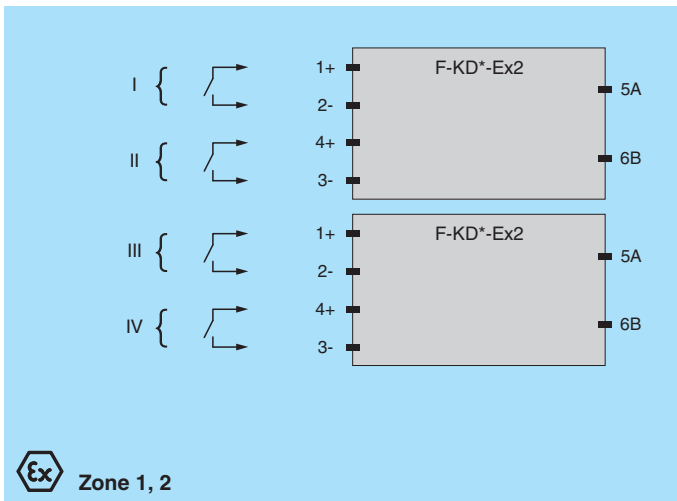 F-KD*-Ex2
I
1+
2-
5A
II
4+
3-
6B
F-KD*-Ex2
III
1+
2-
5A
IV
4+
3-
6B
Ex Zone 1, 2